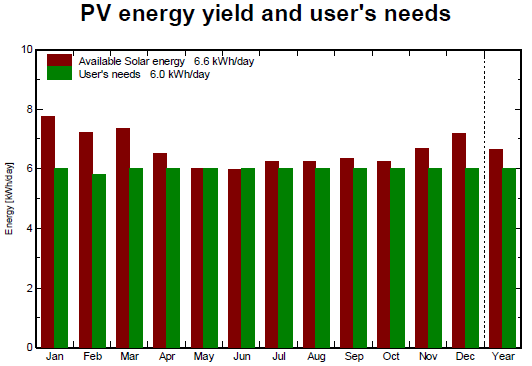 PV energy yield and user's needs
10
Available Solar energy 6.6 kWh/day
User's needs 6.0 kWh/day
8
6
Energy [kWh/day]
4
2
0
Jan Feb Mar Apr May Jun Jul Aug Sep Oct Nov Dec Year